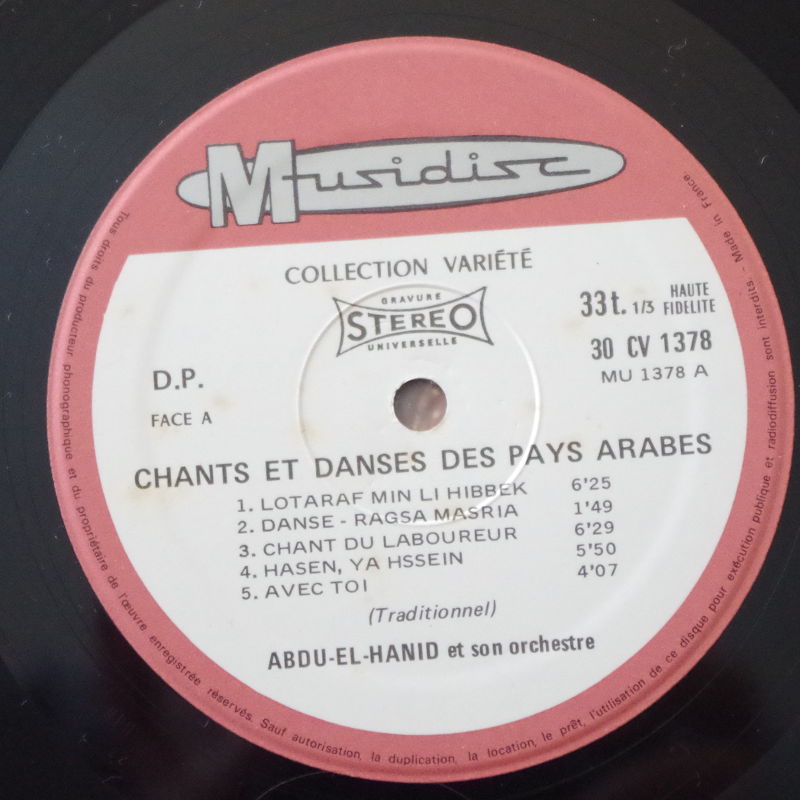 Musidisc
COLLECTION VARIÉTÉ
GRAVURE
STEREO
UNIVERSELLE
33t. 1/3 HAUTE FIDELITE
30 CV 1378
MU 1378 A
D.P.
FACE A
CHANTS ET DANSES DES PAYS ARABES
1. LOTARAF MIN LI HIBBEK 6'25
2. DANSE - RAGSA MASRIA 1'49
3. CHANT DU LABOUREUR 6'29
4. HASEN, YA HSSEIN 5'50
5. AVEC TOI 4'07
(Traditionnel)
ABDU-EL-HANID et son orchestre
Tous droits du producteur phonographique et du propriétaire de l'œuvre enregistrée réservés. Sauf autorisation, la duplication, la location, le prêt, l'utilisation de ce disque pour exécution publique et radiodiffusion sont interdits. - Made in France